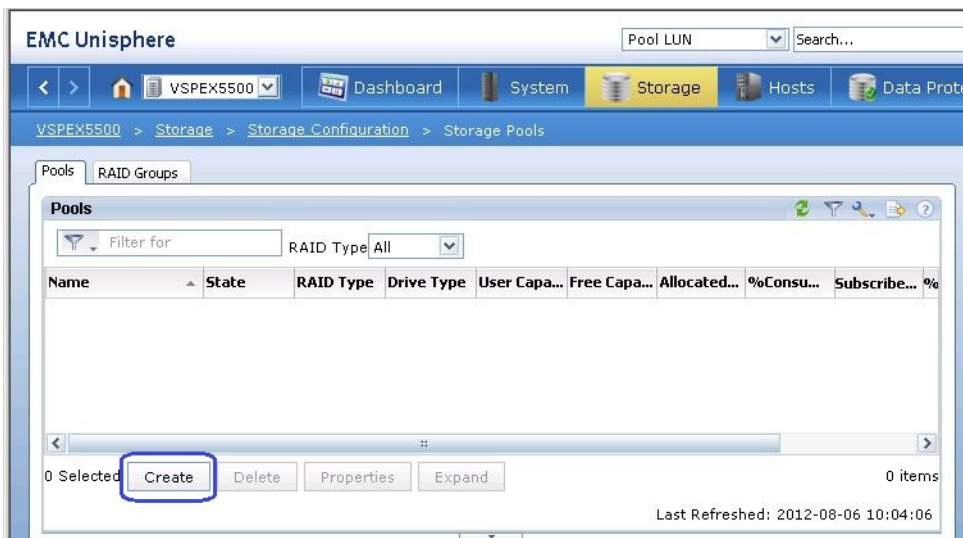 EMC Unisphere
Pool LUN
Search...
VSPEX5500
Dashboard
System
Storage
Hosts
Data Prote
VSPEX5500 > Storage > Storage Configuration > Storage Pools
Pools
RAID Groups
Pools
Filter for
RAID Type All
Name State RAID Type Drive Type User Capa... Free Capa... Allocated... %Consu... Subscribe... %
0 Selected Create Delete Properties Expand 0 items
Last Refreshed: 2012-08-06 10:04:06